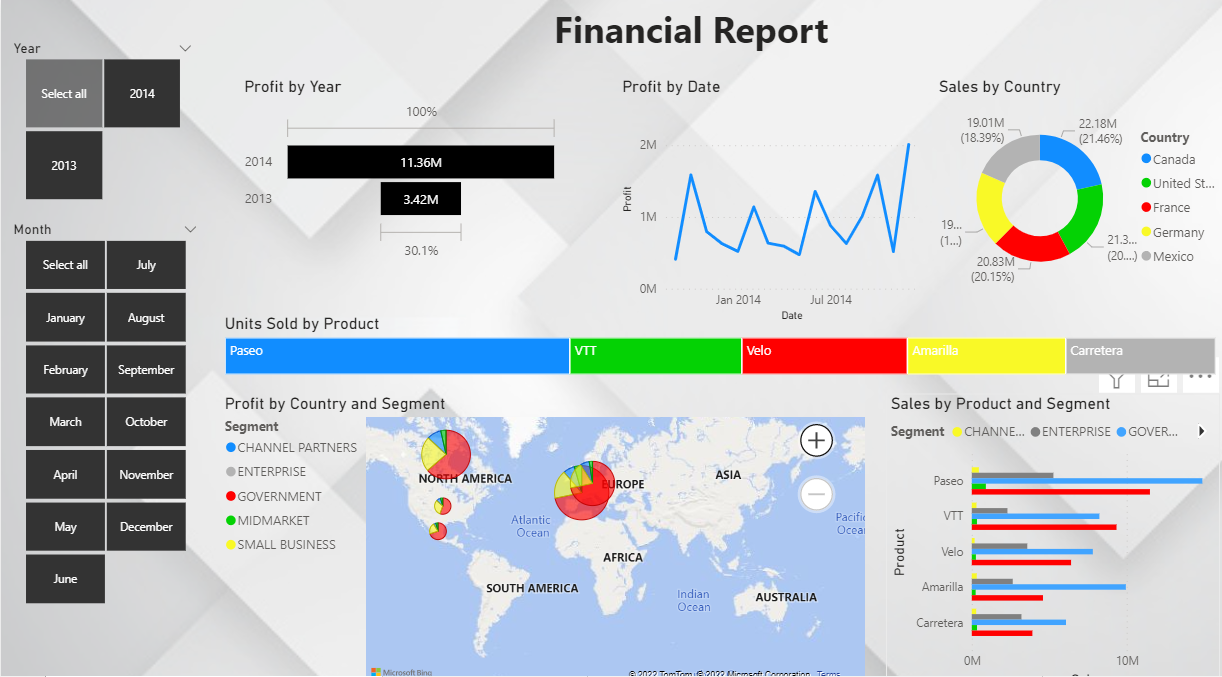 Financial Report
Year
Select all
2014
2013
Month
Select all
July
January
August
February
September
March
October
April
November
May
December
June
Profit by Year
100%
2014
11.36M
2013
3.42M
30.1%
Profit by Date
2M
1M
0M
Profit
Jan 2014
Jul 2014
Date
Sales by Country
19.01M
(18.39%)
22.18M
(21.46%)
19...
(1...)
21.3...
(20....)
20.83M
(20.15%)
Country
Canada
United St...
France
Germany
Mexico
Units Sold by Product
Paseo
VTT
Velo
Amarilla
Carretera
Profit by Country and Segment
Segment
CHANNEL PARTNERS
ENTERPRISE
GOVERNMENT
MIDMARKET
SMALL BUSINESS
NORTH AMERICA
EUROPE
ASIA
Atlantic
Ocean
Pacific
Ocean
AFRICA
SOUTH AMERICA
Indian
Ocean
AUSTRALIA
Microsoft Bing
© 2022 TomTom, © 2022 Microsoft Corporation Terms
Sales by Product and Segment
Segment
CHANNE...
ENTERPRISE
GOVER...
Product
Paseo
VTT
Velo
Amarilla
Carretera
0M
10M